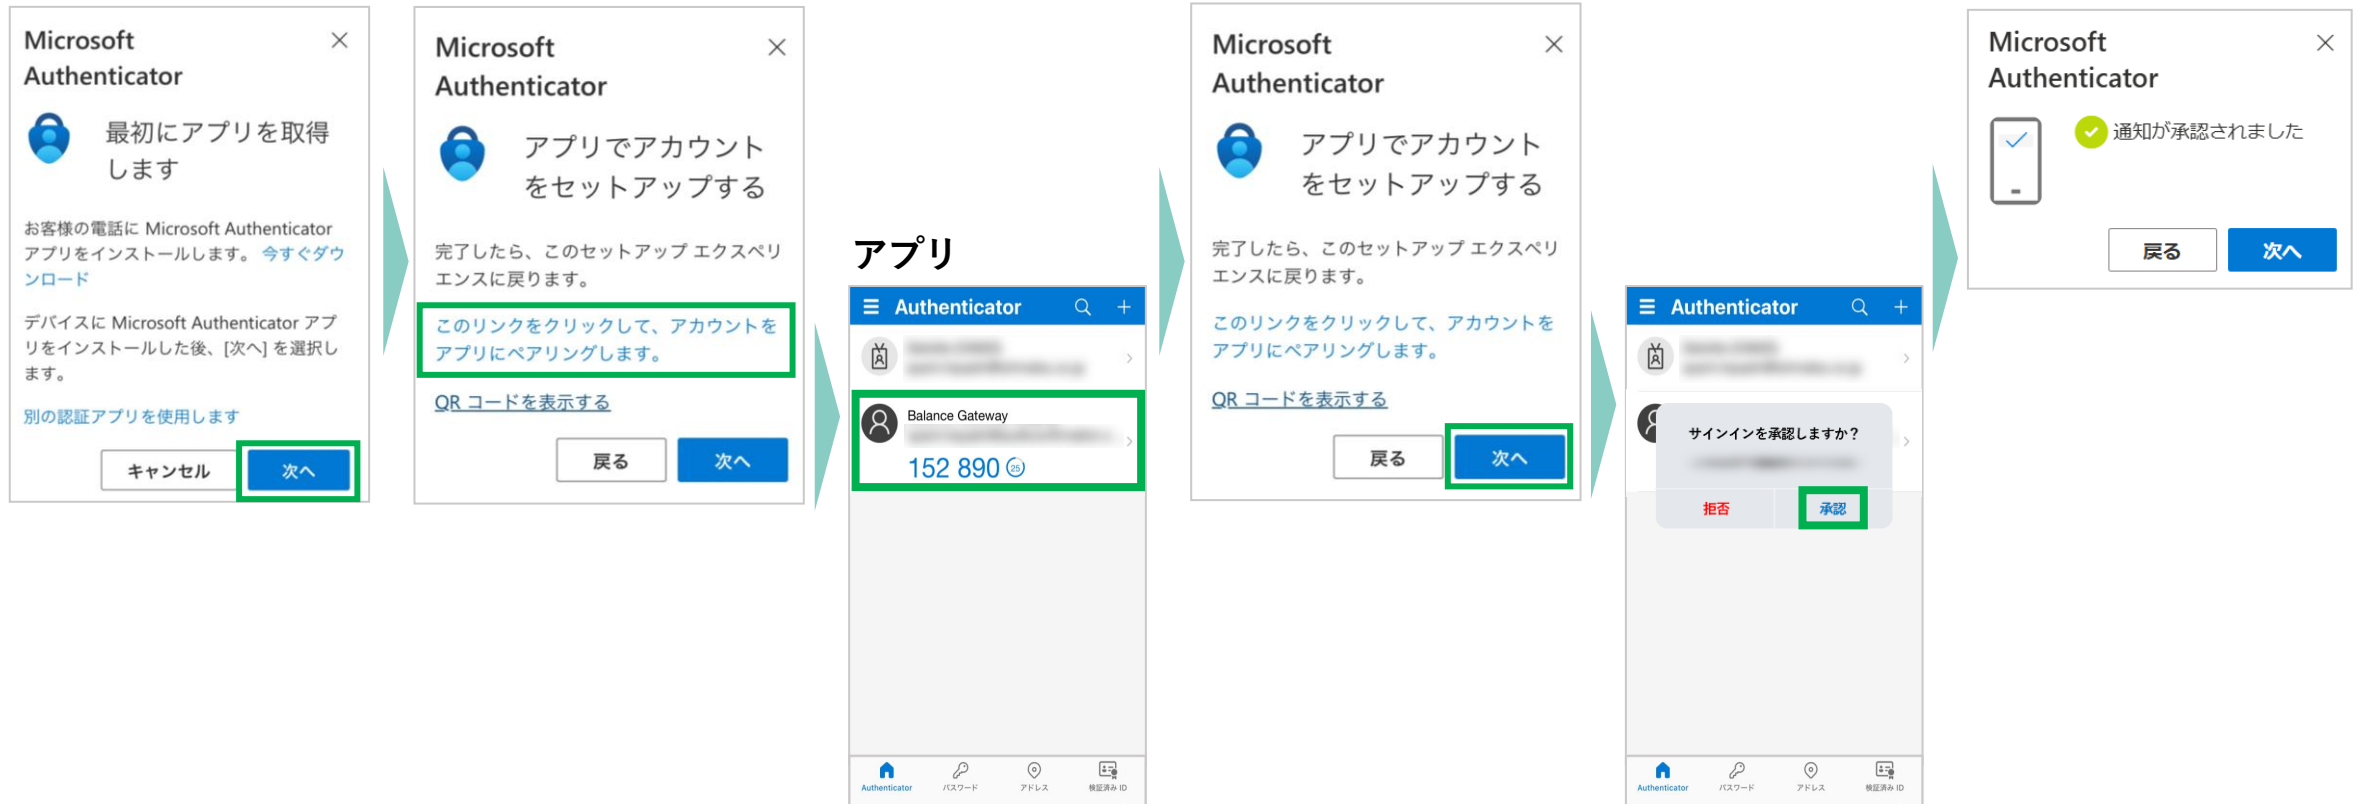 Microsoft
Authenticator
最初にアプリを取得
します
お客様の電話に Microsoft Authenticator
アプリをインストールします。 今すぐダウ
ンロード
デバイスに Microsoft Authenticator アプ
リをインストールした後、[次へ] を選択し
ます。
別の認証アプリを使用します
キャンセル
次へ
Microsoft
Authenticator
アプリでアカウント
をセットアップする
完了したら、このセットアップ エクスペリ
エンスに戻ります。
このリンクをクリックして、アカウントを
アプリにペアリングします。
QR コードを表示する
戻る
次へ
アプリ
Authenticator
Balance Gateway
152 890
25
Authenticator
パスワード
アドレス
検証済み ID
Microsoft
Authenticator
アプリでアカウント
をセットアップする
完了したら、このセットアップ エクスペリ
エンスに戻ります。
このリンクをクリックして、アカウントを
アプリにペアリングします。
QR コードを表示する
戻る
次へ
Authenticator
サインインを承認しますか？
拒否
承認
Authenticator
パスワード
アドレス
検証済み ID
Microsoft
Authenticator
通知が承認されました
戻る
次へ